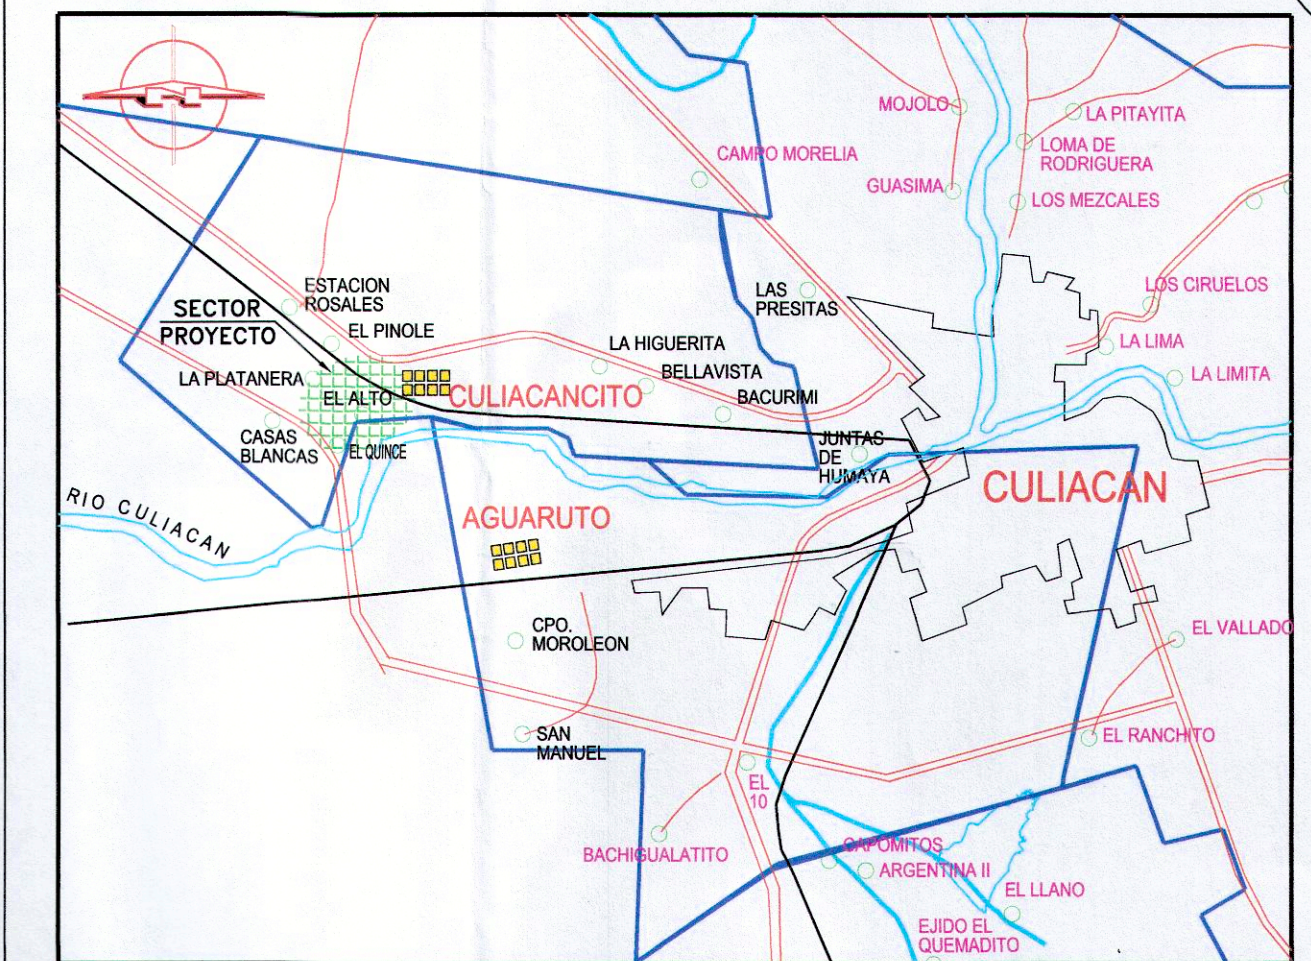 MOJOLO
LA PITAYITA
LOMA DE
RODRIGUERA
CAMPO MORELIA
GUASIMA
LOS MEZCALES
ESTACION
ROSALES
LAS
PRESITAS
LOS CIRUELOS
SECTOR
PROYECTO
EL PINOLE
LA HIGUERITA
LA LIMA
LA PLATANERA
BELLAVISTA
LA LIMITA
EL ALTO
CULIACANCITO
BACURIMI
CASAS
BLANCAS
EL QUINCE
JUNTAS
DE
HUMAYA
CULIACAN
RIO CULIACAN
AGUARUTO
CPO.
MOROLEON
EL VALLADO
SAN
MANUEL
EL RANCHITO
EL
10
BACHIGUALATITO
CAPOMITOS
ARGENTINA II
EL LLANO
EJIDO EL
QUEMADITO